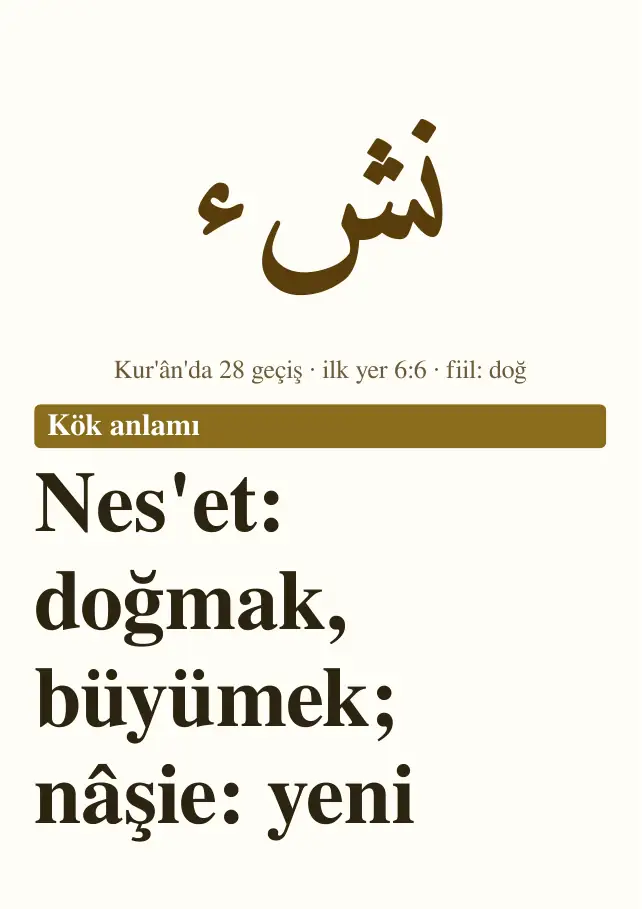 نشء
Kur'ân'da 28 geçiş · ilk yer 6:6 · fiil: doğ
Kök anlamı
Nes'et:
doğmak,
büyümek;
nâşie: yeni